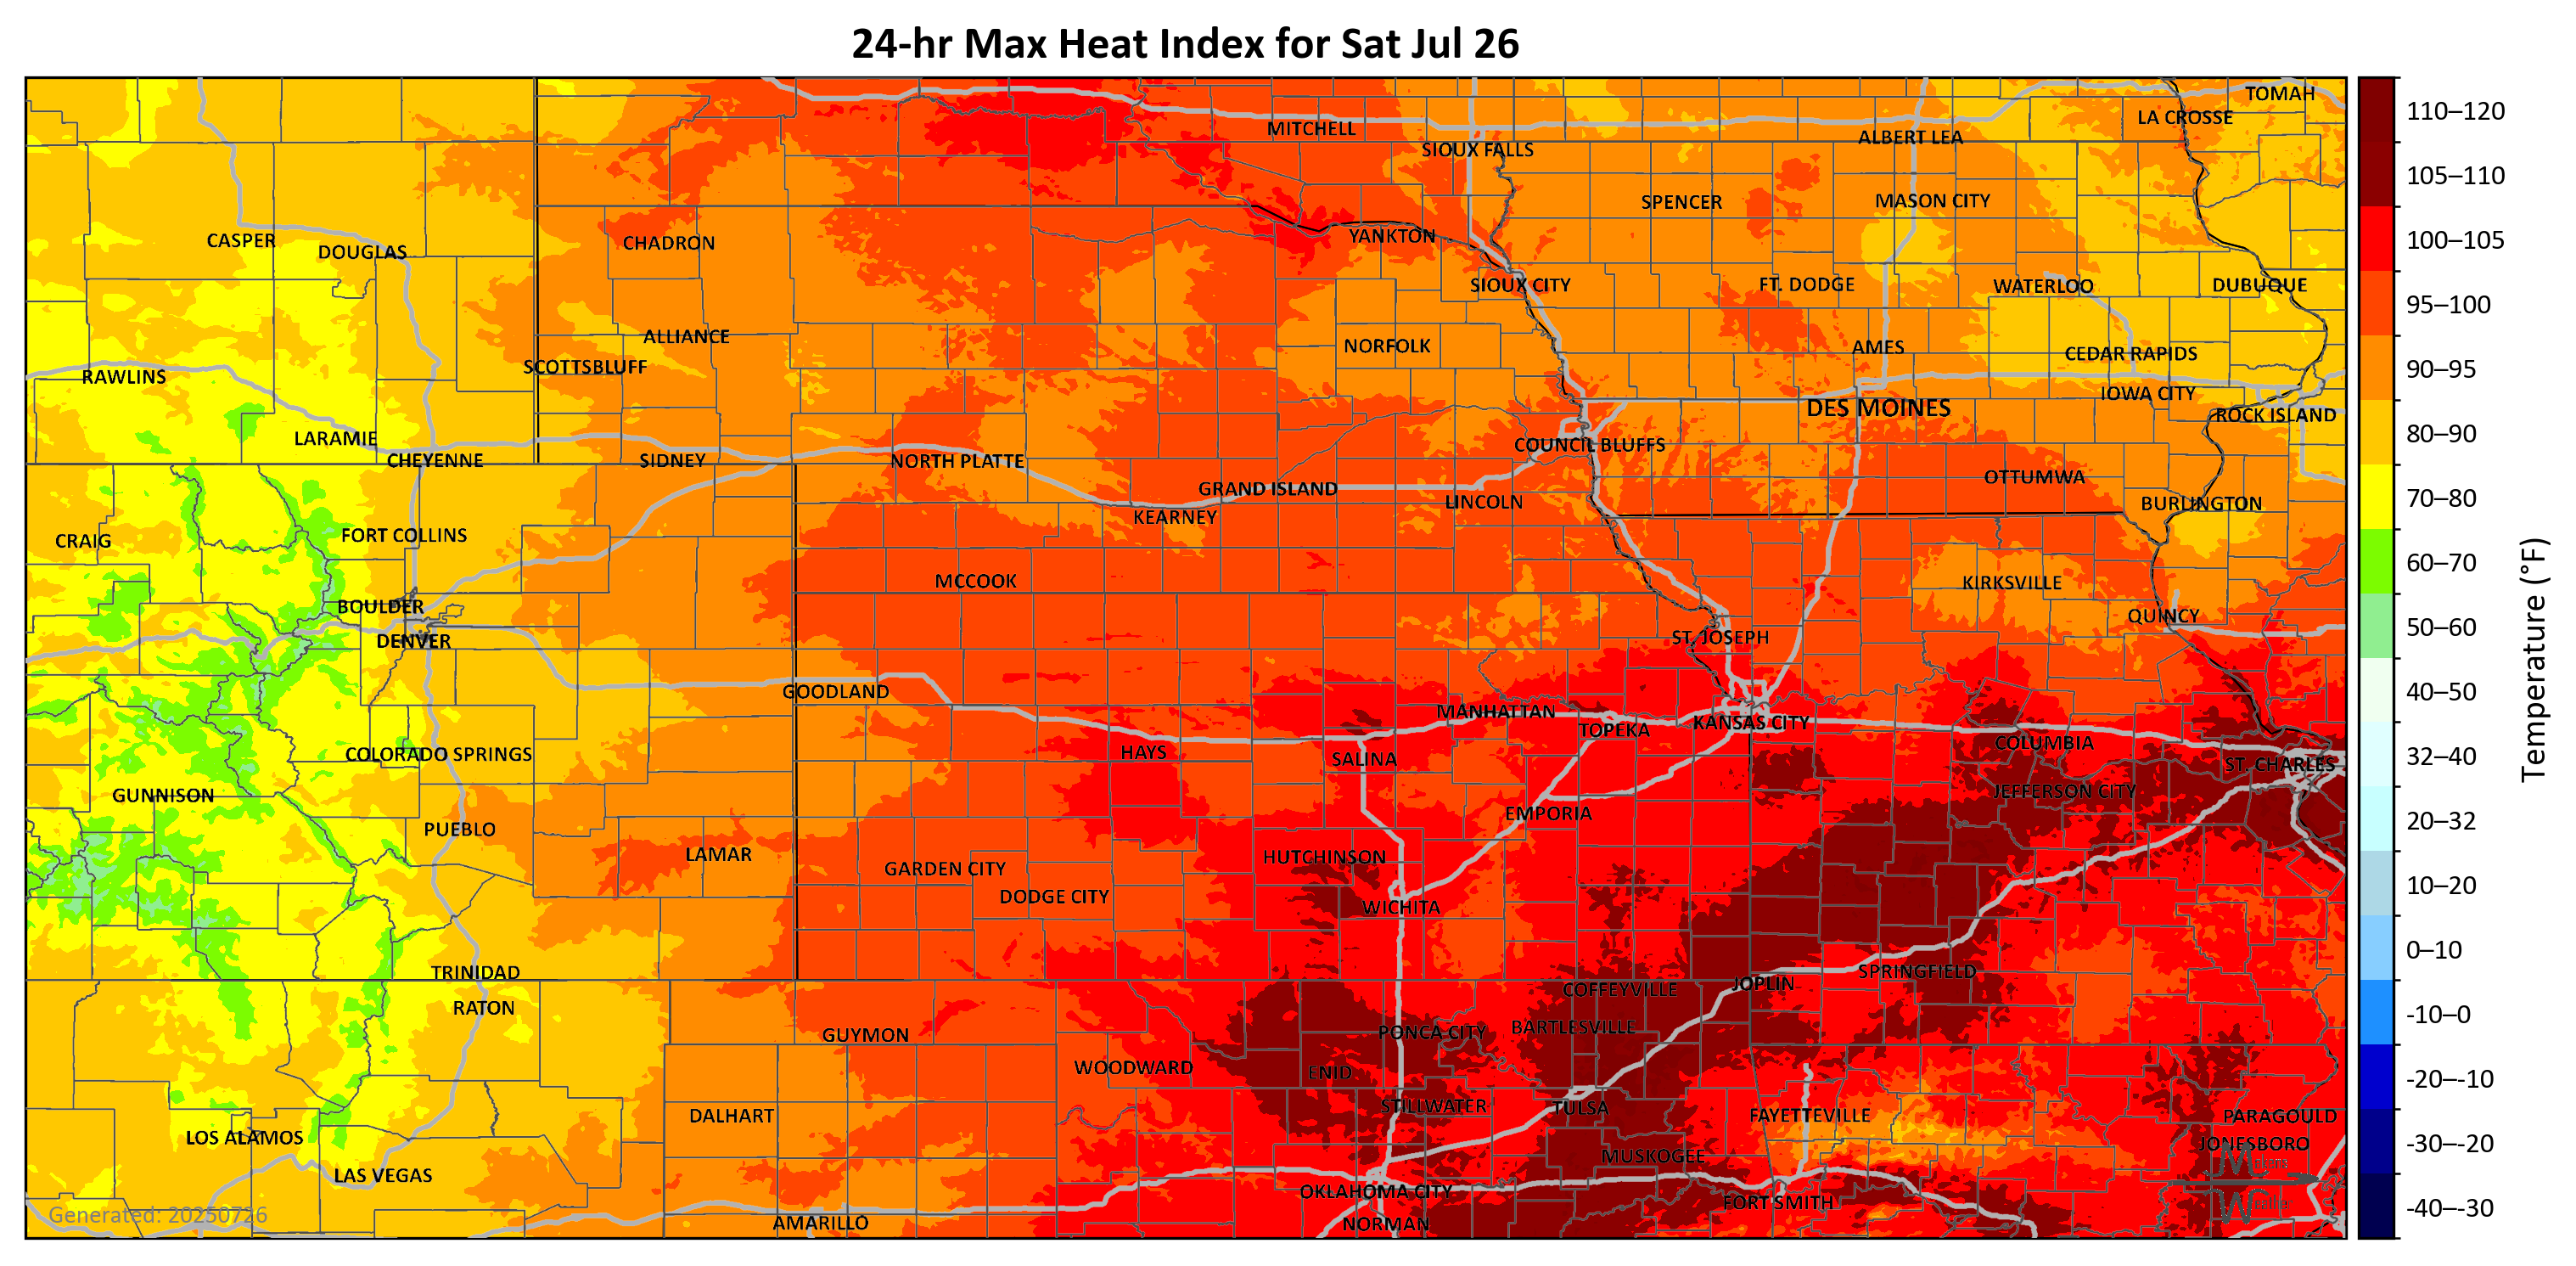 24-hr Max Heat Index for Sat Jul 26
TOMAH
LA CROSSE
MITCHELL
ALBERT LEA
SIOUX FALLS
SPENCER
MASON CITY
CASPER
DOUGLAS
CHADRON
YANKTON
SIOUX CITY
FT. DODGE
WATERLOO
DUBUQUE
ALLIANCE
NORFOLK
AMES
CEDAR RAPIDS
SCOTTSBLUFF
RAWLINS
IOWA CITY
DES MOINES
ROCK ISLAND
LARAMIE
COUNCIL BLUFFS
CHEYENNE
SIDNEY
NORTH PLATTE
OTTUMWA
GRAND ISLAND
LINCOLN
BURLINGTON
KEARNEY
FORT COLLINS
CRAIG
MCCOOK
KIRKSVILLE
BOULDER
QUINCY
DENVER
ST. JOSEPH
GOODLAND
MANHATTAN
TOPEKA
KANSAS CITY
COLUMBIA
COLORADO SPRINGS
HAYS
SALINA
ST. CHARLES
GUNNISON
JEFFERSON CITY
EMPORIA
PUEBLO
LAMAR
HUTCHINSON
GARDEN CITY
DODGE CITY
WICHITA
TRINIDAD
SPRINGFIELD
JOPLIN
COFFEYVILLE
RATON
GUYMON
PONCA CITY
BARTLESVILLE
WOODWARD
ENID
STILLWATER
TULSA
DALHART
FAYETTEVILLE
PARAGOULD
LOS ALAMOS
JONESBORO
MUSKOGEE
LAS VEGAS
OKLAHOMA CITY
FORT SMITH
AMARILLO
NORMAN
Generated: 20250726
110–120
105–110
100–105
95–100
90–95
80–90
70–80
60–70
50–60
40–50
32–40
20–32
10–20
0–10
-10–0
-20–-10
-30–-20
-40–-30
Temperature (°F)